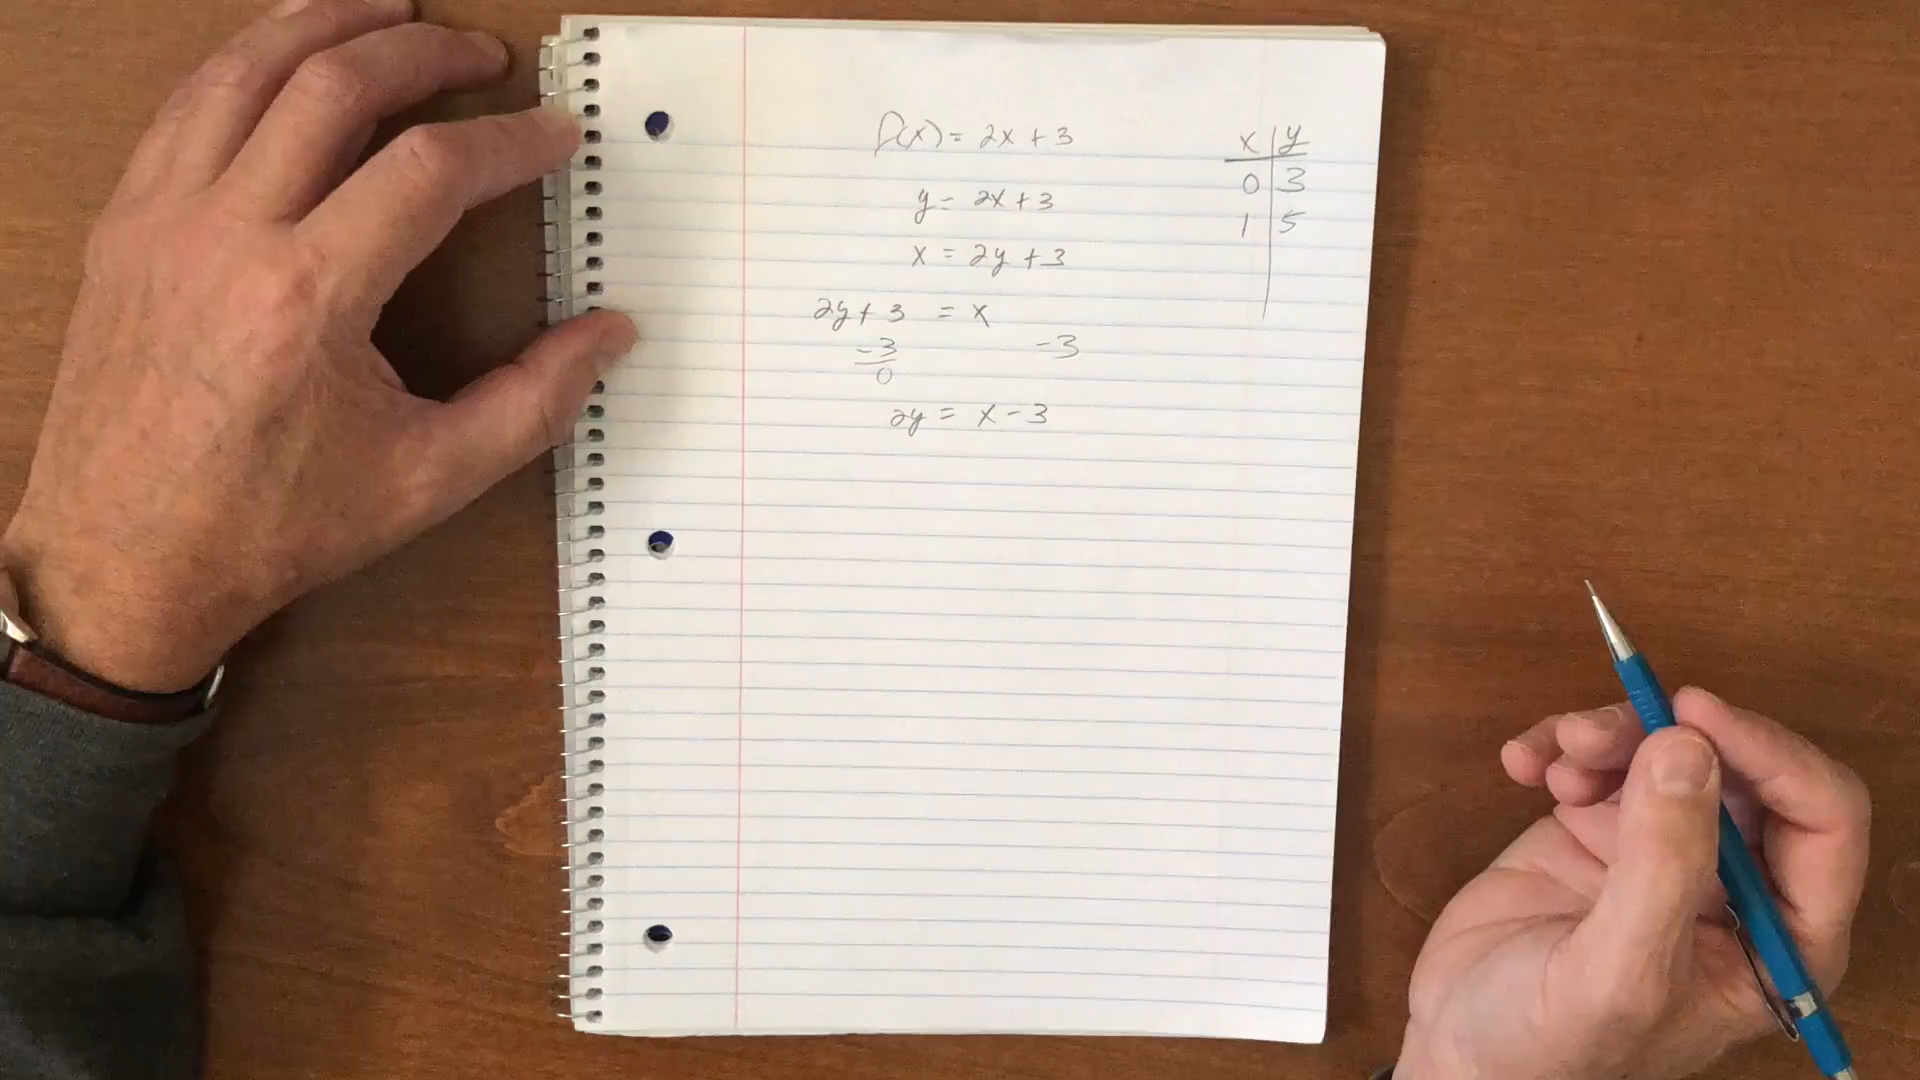 f(x) = 2x + 3
y = 2x + 3
x = 2y + 3
2y + 3 = x
-3 -3
0
2y = x - 3
x | y
0 | 3
1 | 5